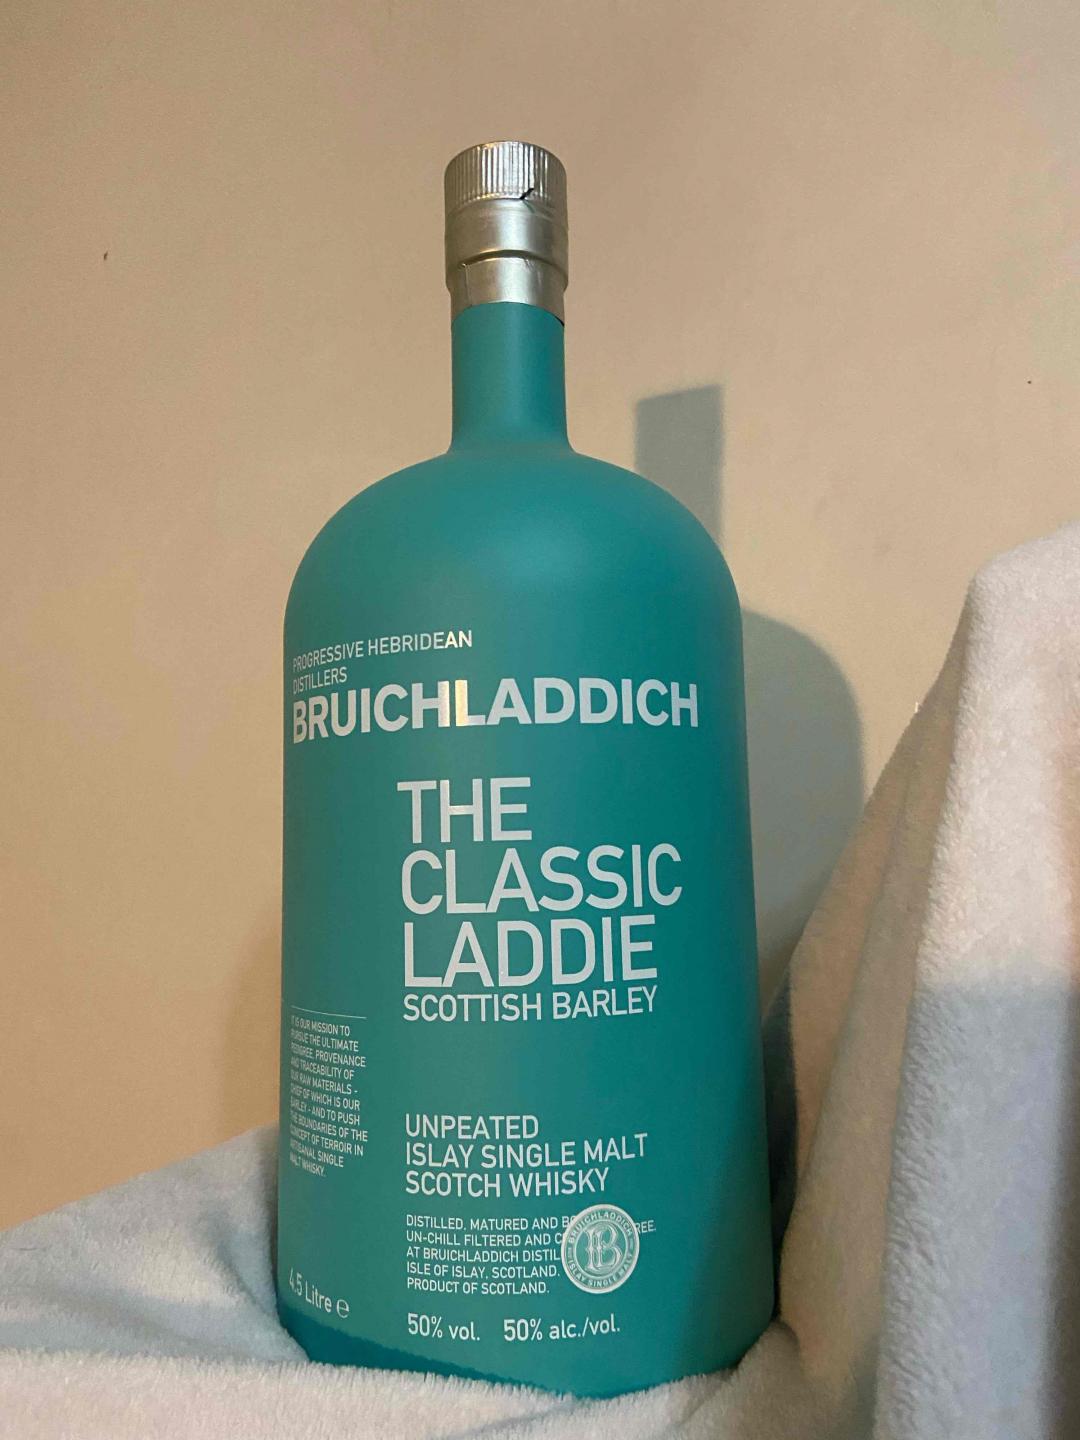 PROGRESSIVE HEBRIDEAN
DISTILLERS
BRUICHLADDICH
THE
CLASSIC
LADDIE
SCOTTISH BARLEY
IT IS OUR MISSION TO
PURSUE THE ULTIMATE
PEDIGREE, PROVENANCE
AND TRACEABILITY OF
OUR RAW MATERIALS -
CHIEF OF WHICH IS OUR
BARLEY - AND TO PUSH
THE BOUNDARIES OF THE
CONCEPT OF TERROIR IN
ARTISANAL SINGLE
MALT WHISKY.
UNPEATED
ISLAY SINGLE MALT
SCOTCH WHISKY
DISTILLED, MATURED AND
UN-CHILL FILTERED AND
AT BRUICHLADDICH
ISLE OF ISLAY, SCOTLAND.
PRODUCT OF SCOTLAND.
BRUICHLADDICH
B
ISLAY SINGLE MALT
4.5 Litre ℮
50% vol. 50% alc./vol.